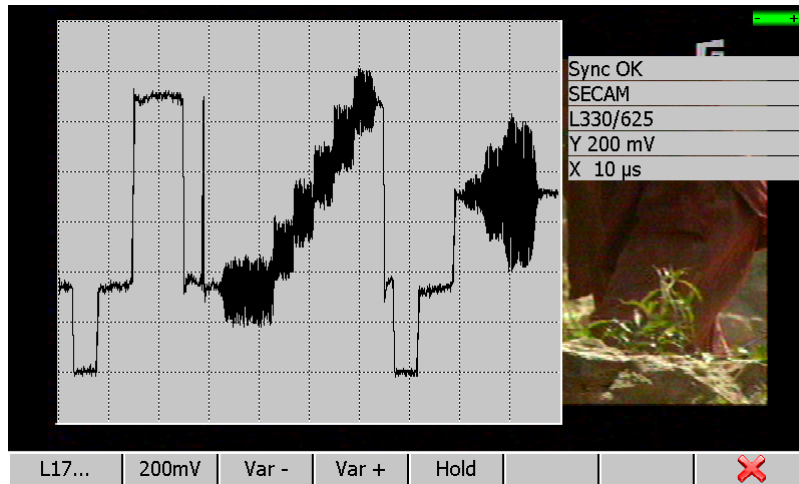 - +
Sync OK
SECAM
L330/625
Y 200 mV
X 10 µs
L17...
200mV
Var -
Var +
Hold